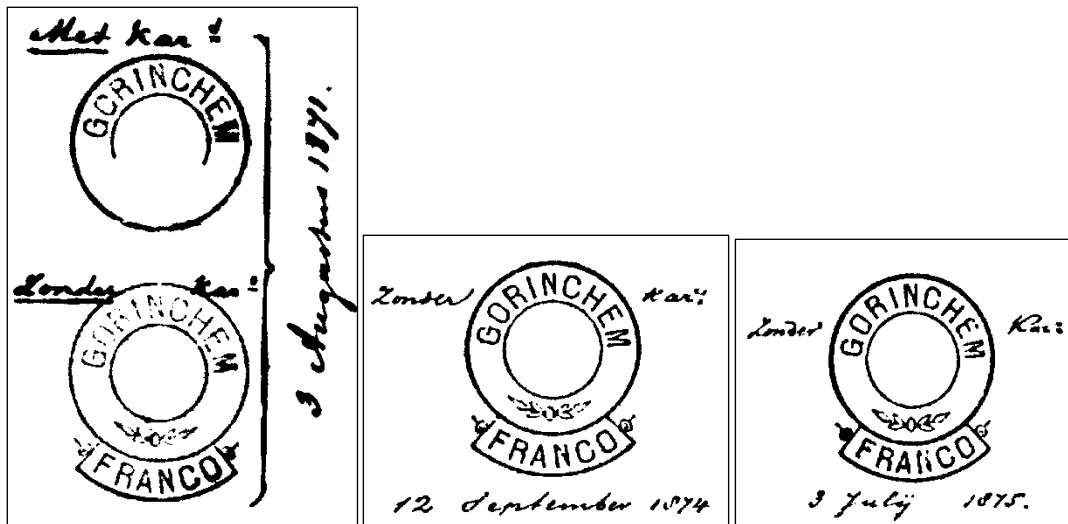 Met Kar d
GORINCHEM
Zonder Kar n
GORINCHEM
FRANCO
3 Augustus 1871.
Zonder Kar n
GORINCHEM
FRANCO
12 September 1874
Zonder Kar n
GORINCHEM
FRANCO
3 Julÿ 1875.